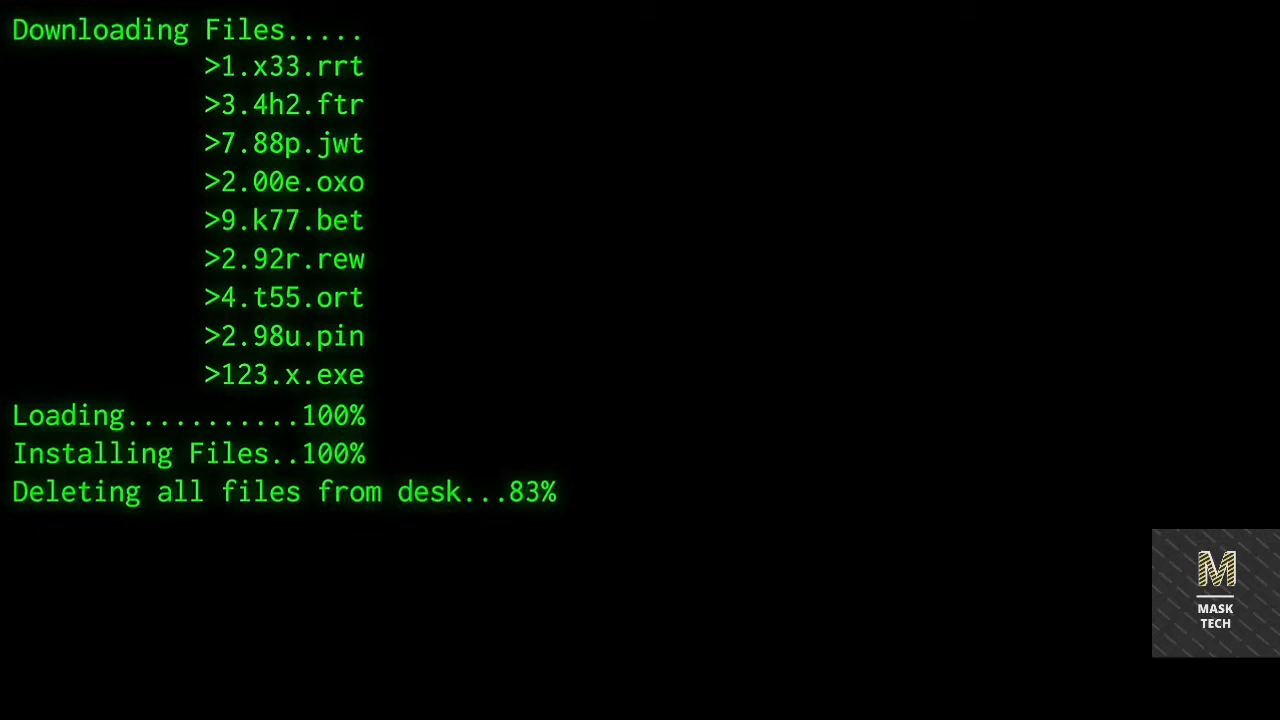 Downloading Files.....
>1.x33.rrt
>3.4h2.ftr
>7.88p.jwt
>2.00e.oxo
>9.k77.bet
>2.92r.rew
>4.t55.ort
>2.98u.pin
>123.x.exe
Loading...........100%
Installing Files..100%
Deleting all files from desk...83%
M
MASK
TECH